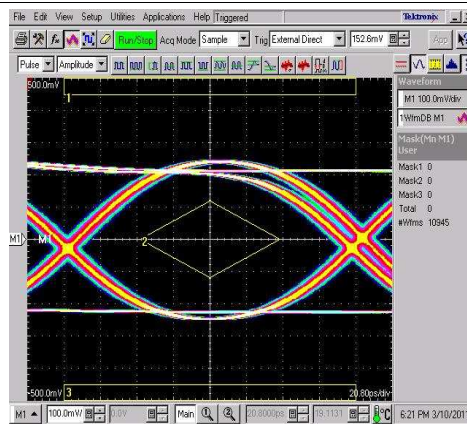 File Edit View Setup Utilities Applications Help Triggered Tektronix
Run/Stop Acq Mode Sample Trig External Direct 152.6mV App
Pulse Amplitude
500.0mV
1
Waveform
M1 100.0mV/div
1WfmDB M1
Mask(Mn M1)
User
Mask1 0
Mask2 0
Mask3 0
Total 0
#Wfms 10945
M1 M1
2
-500.0mV 3 20.80ps/div
M1 100.0mV/ 0.0V Main 20.8000ps 19.1131 °C 6:21 PM 3/10/201